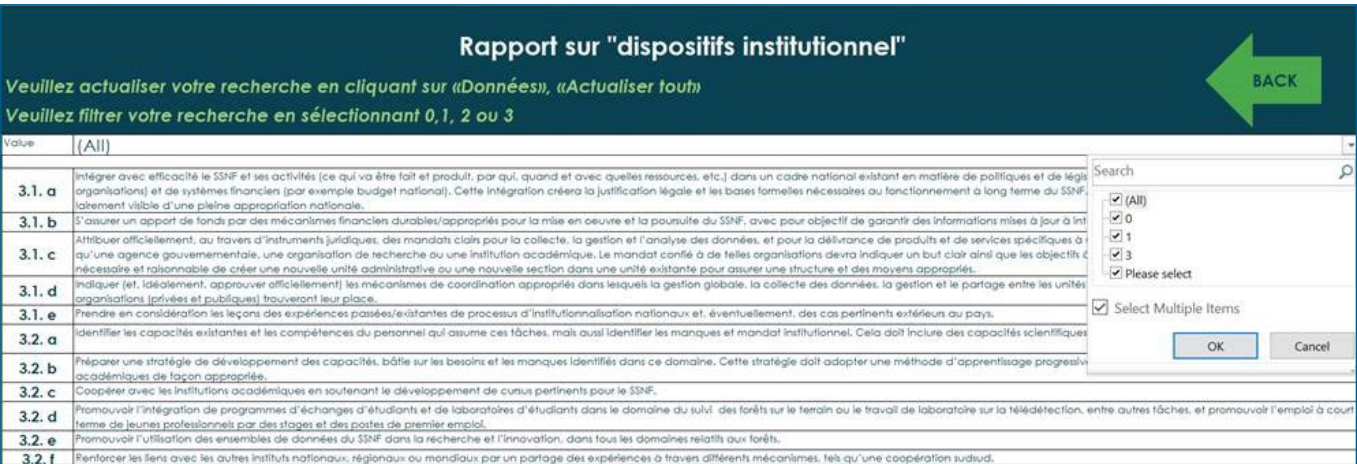 Rapport sur "dispositifs institutionnel"
BACK
Veuillez actualiser votre recherche en cliquant sur «Données», «Actualiser tout»
Veuillez filtrer votre recherche en sélectionnant 0,1, 2 ou 3
Value (All)
3.1. a Intégrer avec efficacité le SSNF et ses activités (ce qui va être fait et produit, par qui, quand et avec quelles ressources, etc.) dans un cadre national existant en matière de politiques et de légis
organisations) et de systèmes financiers (par exemple budget national). Cette intégration créera la justification légale et les bases formelles nécessaires au fonctionnement à long terme du SSNF,
lairement visible d'une pleine appropriation nationale.
3.1. b S'assurer un apport de fonds par des mécanismes financiers durables/appropriés pour la mise en oeuvre et la poursuite du SSNF, avec pour objectif de garantir des informations mises à jour à int
3.1. c Attribuer officiellement, au travers d'instruments juridiques, des mandats clairs pour la collecte, la gestion et l'analyse des données, et pour la délivrance de produits et de services spécifiques à
qu'une agence gouvernementale, une organisation de recherche ou une institution académique. Le mandat confié à de telles organisations devra indiquer un but clair ainsi que les objectifs
nécessaire et raisonnable de créer une nouvelle unité administrative ou une nouvelle section dans une unité existante pour assurer une structure et des moyens appropriés.
3.1. d Indiquer (et, idéalement, approuver officiellement) les mécanismes de coordination appropriés dans lesquels la gestion globale, la collecte des données, la gestion et le partage entre les unités
organisations (privées et publiques) trouveront leur place.
3.1. e Prendre en considération les leçons des expériences passées/existantes de processus d'institutionnalisation nationaux et, éventuellement, des cas pertinents extérieurs au pays.
3.2. a Identifier les capacités existantes et les compétences du personnel qui assume ces tâches, mais aussi identifier les manques et mandat institutionnel. Cela doit inclure des capacités scientifiques
3.2. b Préparer une stratégie de développement des capacités, bâtie sur les besoins et les manques identifiés dans ce domaine. Cette stratégie doit adopter une méthode d'apprentissage progressiv
académiques de façon appropriée.
3.2. c Coopérer avec les institutions académiques en soutenant le développement de cursus pertinents pour le SSNF.
3.2. d Promouvoir l'intégration de programmes d'échanges d'étudiants et de laboratoires d'étudiants dans le domaine du suivi des forêts sur le terrain ou le travail de laboratoire sur la télédétection, entre autres tâches, et promouvoir l'emploi à court
terme de jeunes professionnels par des stages et des postes de premier emploi.
3.2. e Promouvoir l'utilisation des ensembles de données du SSNF dans la recherche et l'innovation, dans tous les domaines relatifs aux forêts.
3.2. f Renforcer les liens avec les autres instituts nationaux, régionaux ou mondiaux par un partage des expériences à travers différents mécanismes, tels qu'une coopération sudsud.
Search
(All)
0
1
3
Please select
Select Multiple Items
OK Cancel